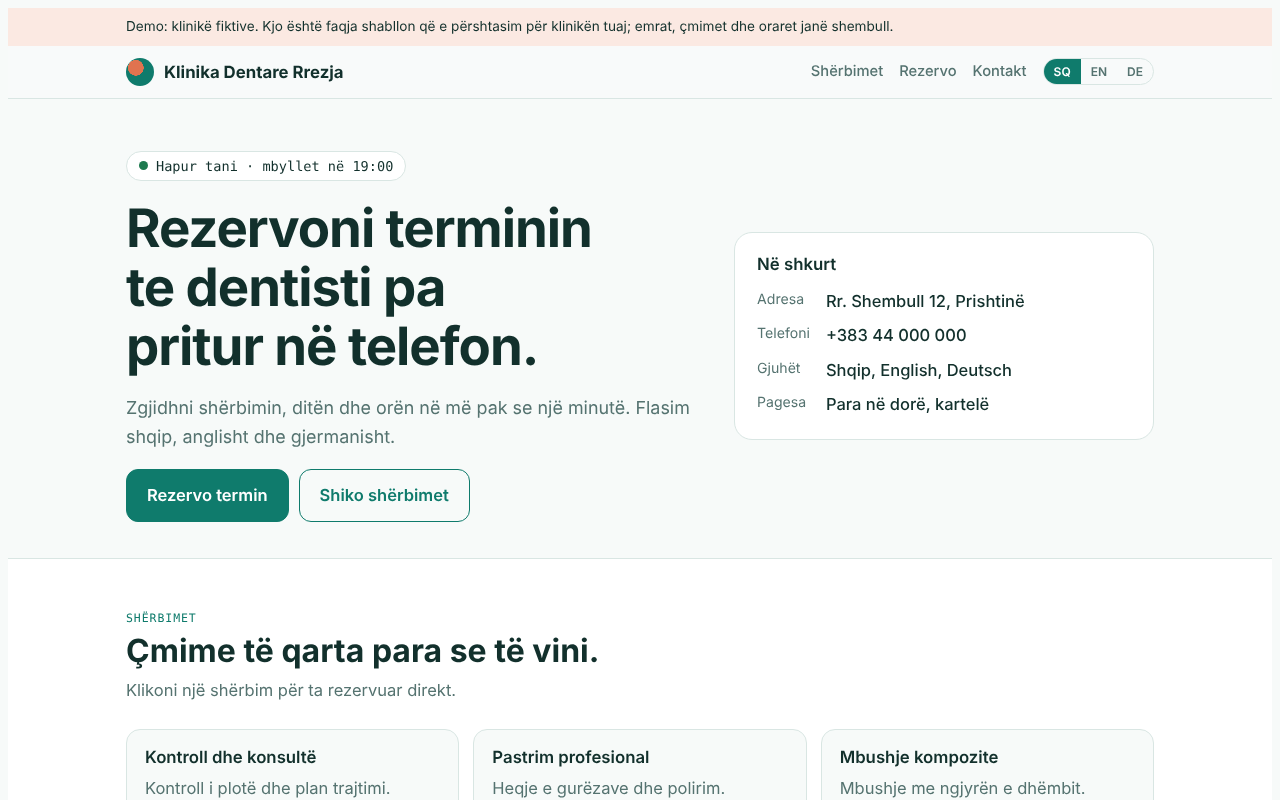 Demo: klinikë fiktive. Kjo është faqja shabllon që e përshtasim për klinikën tuaj; emrat, çmimet dhe oraret janë shembull.
Klinika Dentare Rrezja
Shërbimet Rezervo Kontakt SQ EN DE
Hapur tani · mbyllet në 19:00
Rezervoni terminin
te dentisti pa
pritur në telefon.
Zgjidhni shërbimin, ditën dhe orën në më pak se një minutë. Flasim
shqip, anglisht dhe gjermanisht.
Rezervo termin Shiko shërbimet
Në shkurt
Adresa Rr. Shembull 12, Prishtinë
Telefoni +383 44 000 000
Gjuhët Shqip, English, Deutsch
Pagesa Para në dorë, kartelë
SHËRBIMET
Çmime të qarta para se të vini.
Klikoni një shërbim për ta rezervuar direkt.
Kontroll dhe konsultë
Kontroll i plotë dhe plan trajtimi.
Pastrim profesional
Heqje e gurëzave dhe polirim.
Mbushje kompozite
Mbushje me ngjyrën e dhëmbit.